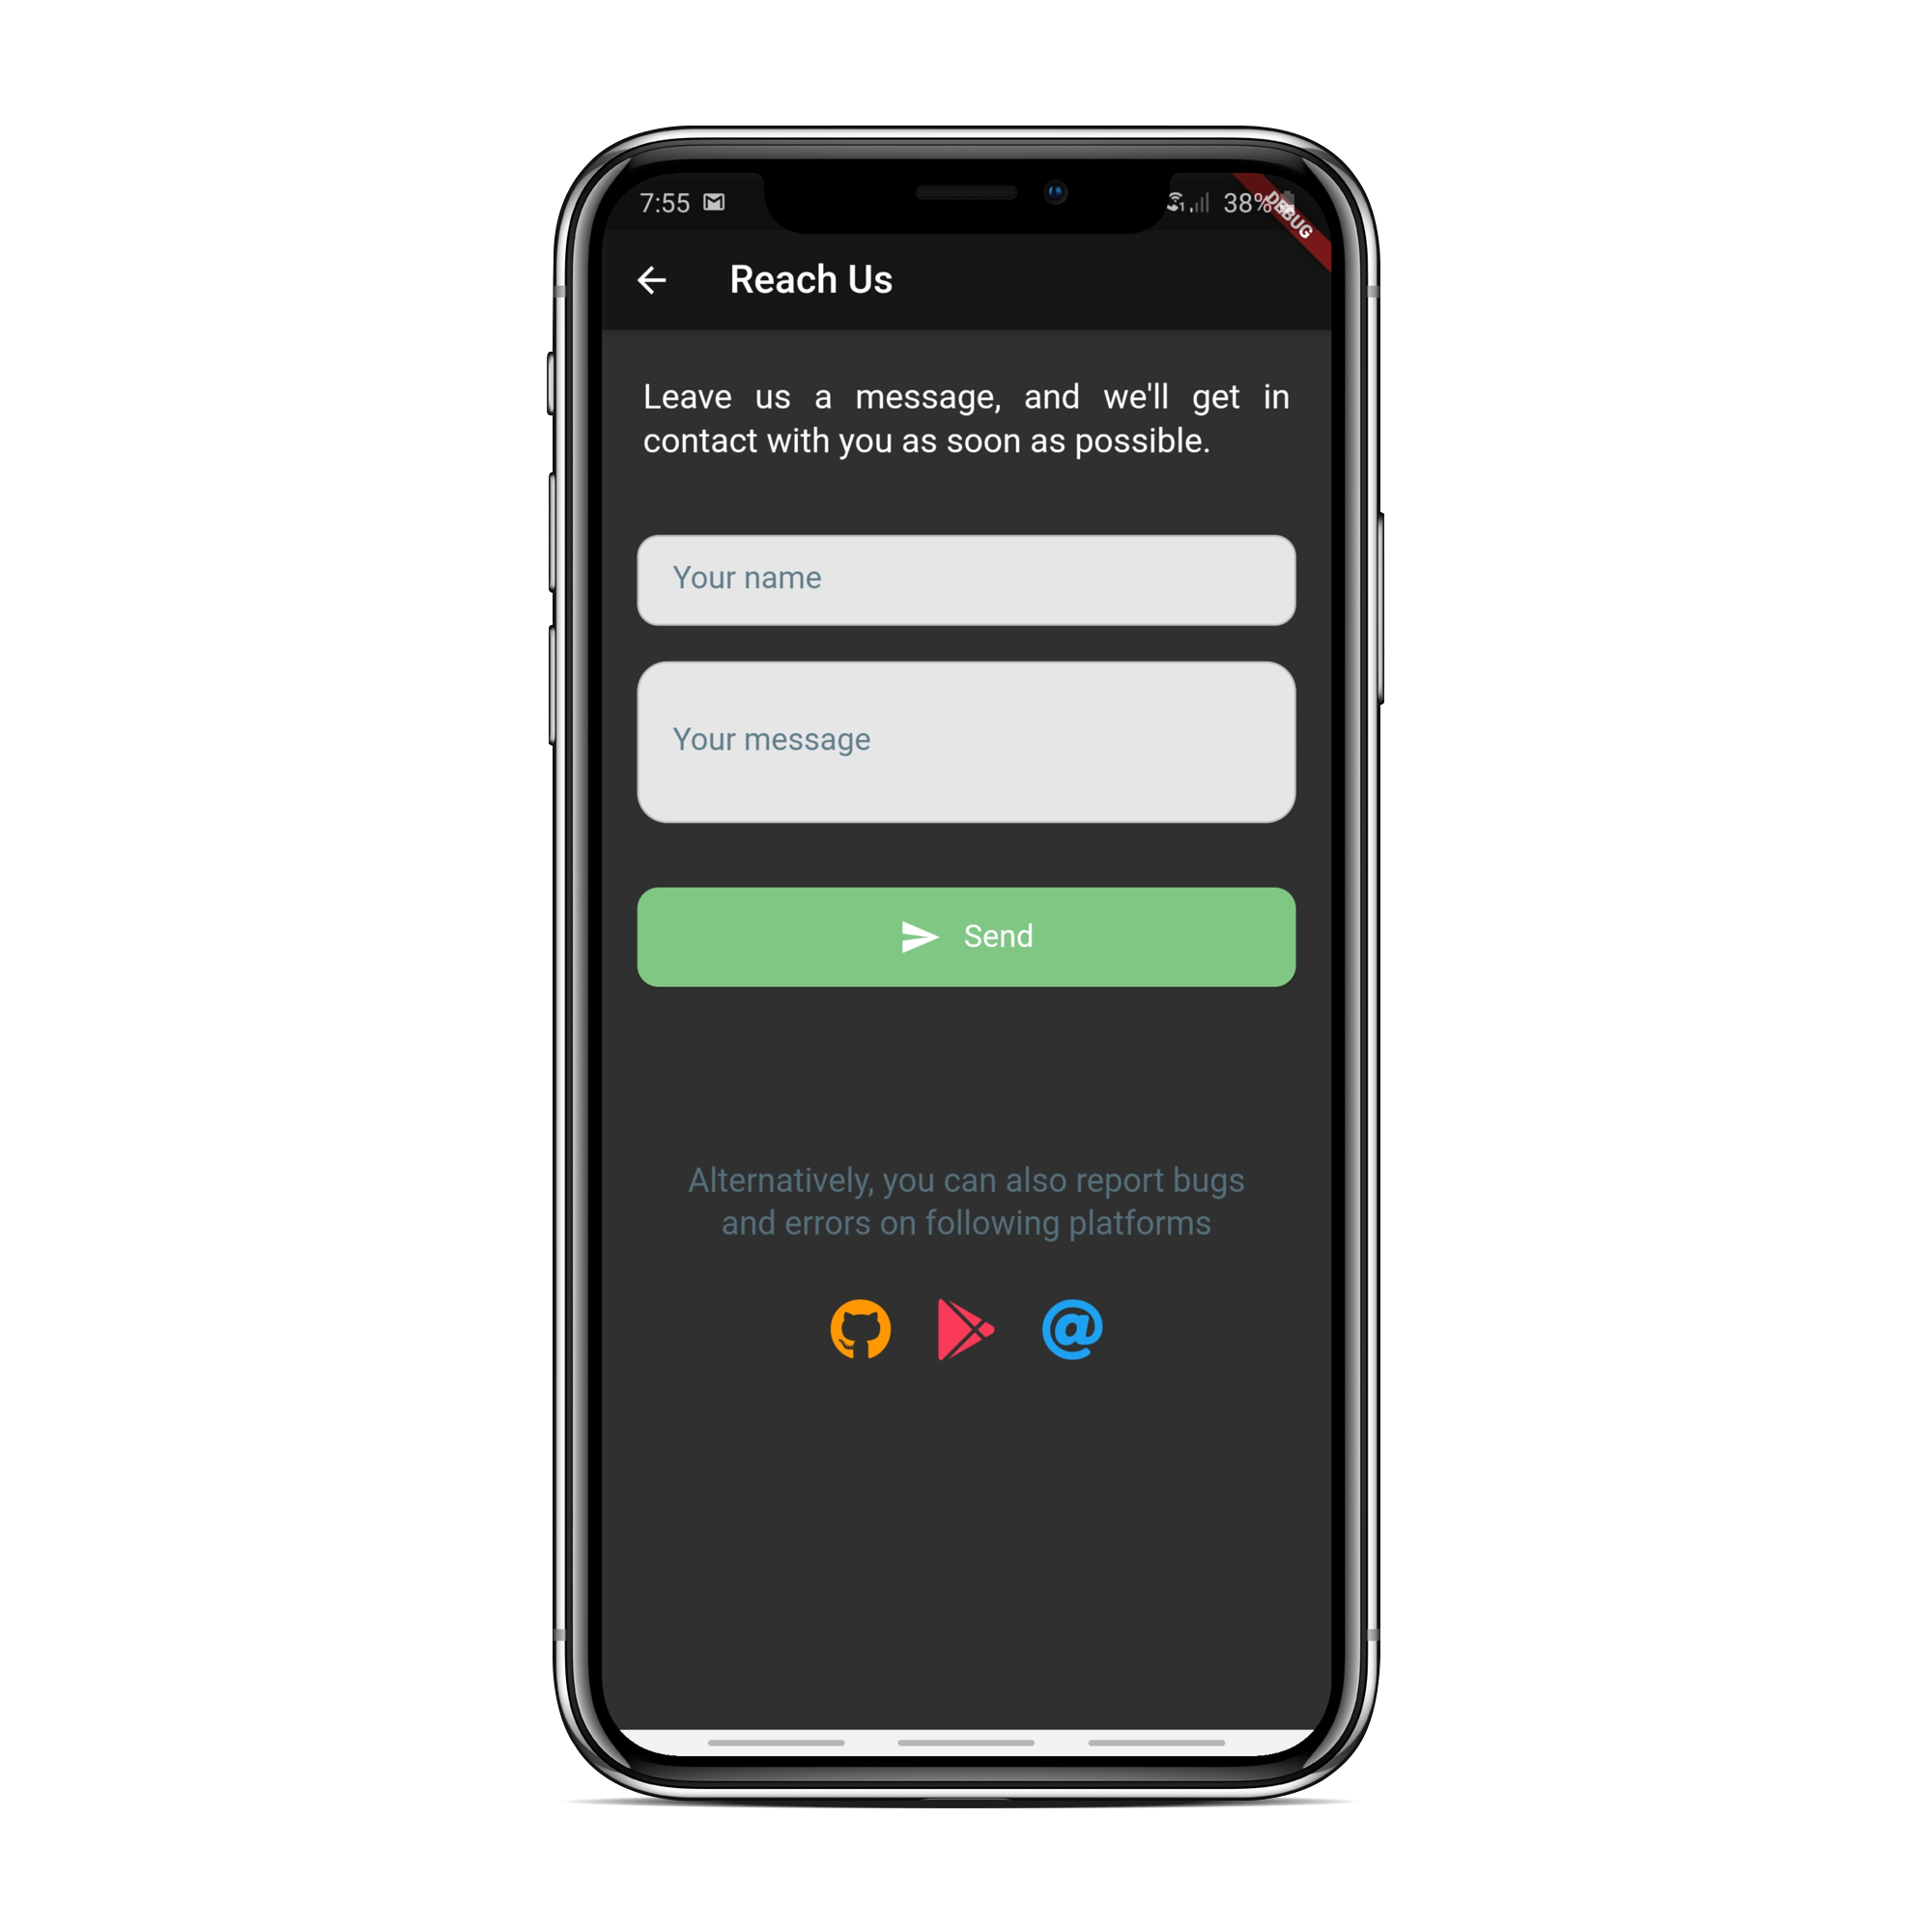 7:55
38%
DEBUG
Reach Us
Leave us a message, and we'll get in
contact with you as soon as possible.
Your name
Your message
Send
Alternatively, you can also report bugs
and errors on following platforms